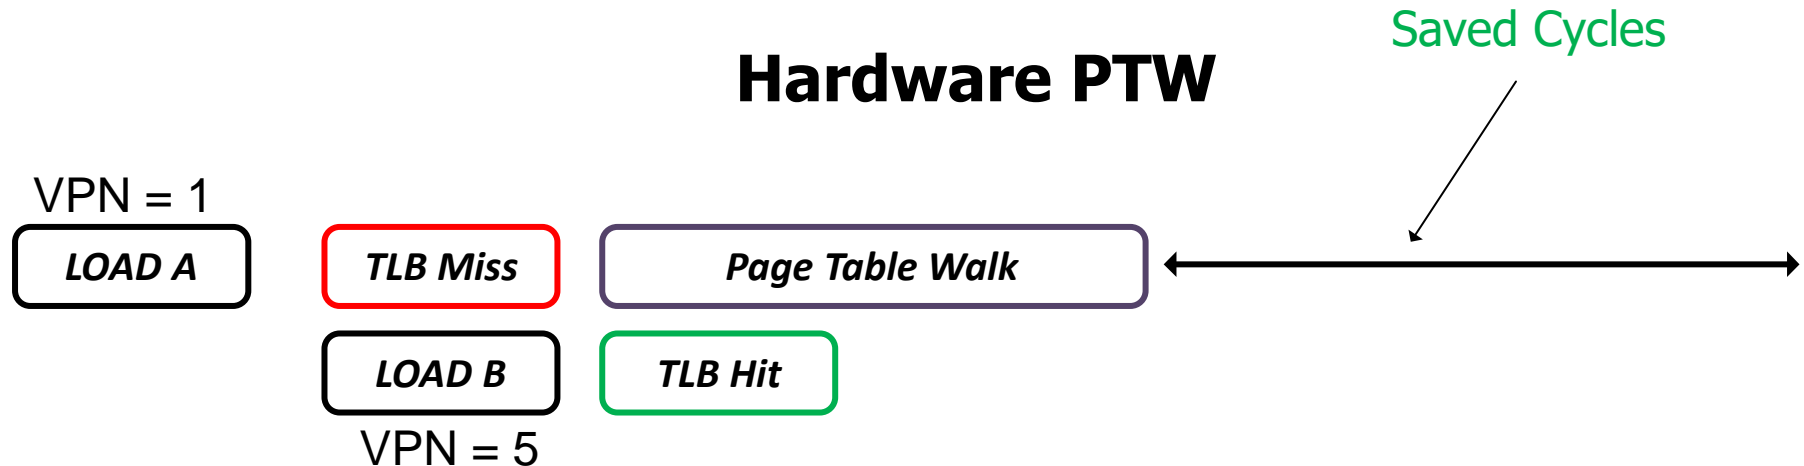 Saved Cycles
Hardware PTW
VPN = 1
LOAD A
TLB Miss
Page Table Walk
LOAD B
TLB Hit
VPN = 5